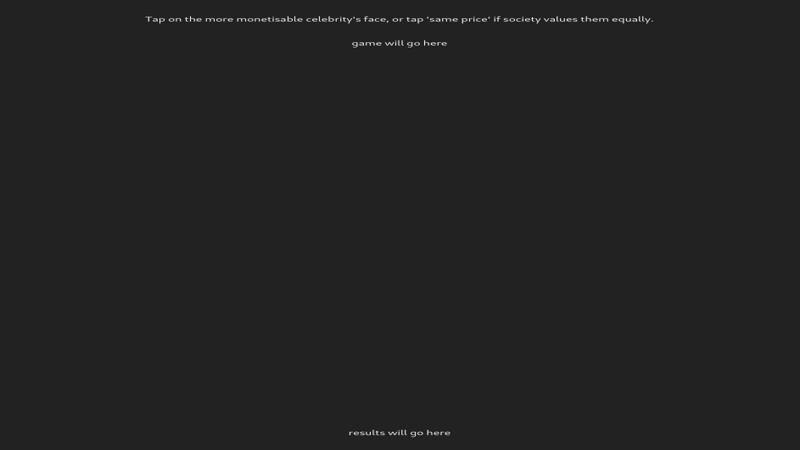 Tap on the more monetisable celebrity's face, or tap 'same price' if society values them equally.
game will go here
results will go here